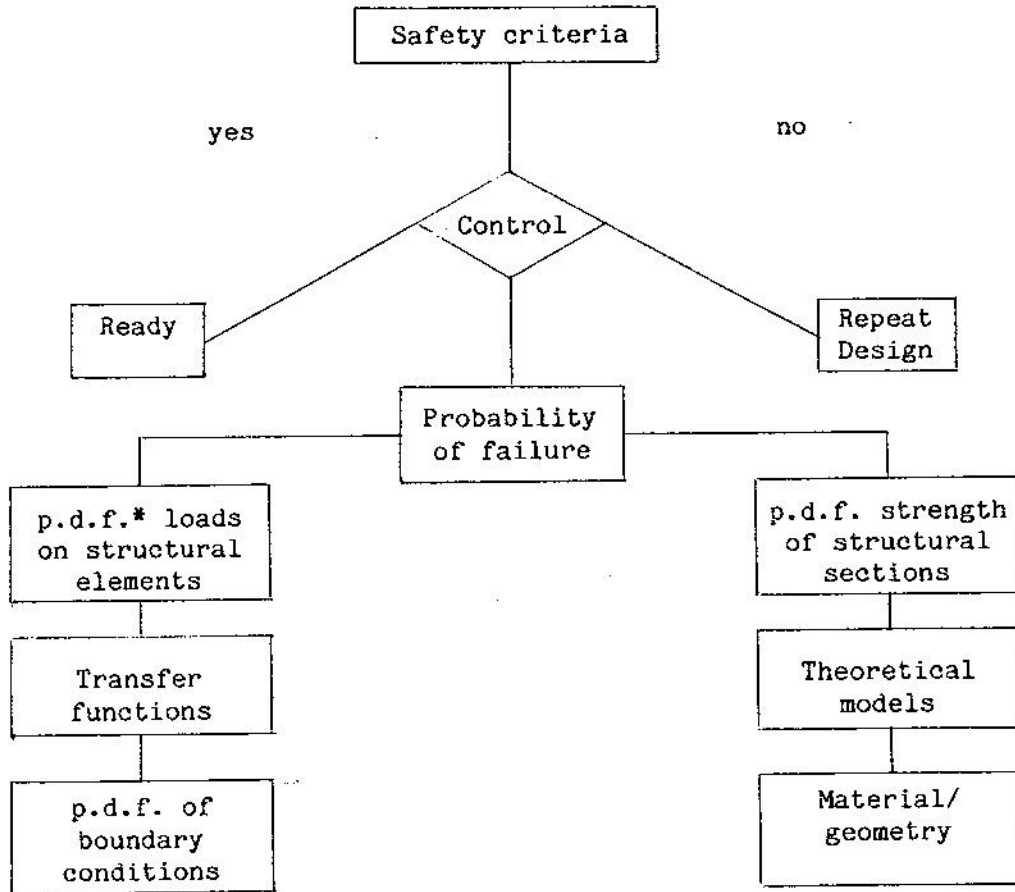 Safety criteria
yes
no
Control
Ready
Repeat
Design
Probability
of failure
p.d.f.* loads
on structural
elements
p.d.f. strength
of structural
sections
Transfer
functions
Theoretical
models
p.d.f. of
boundary
conditions
Material/
geometry